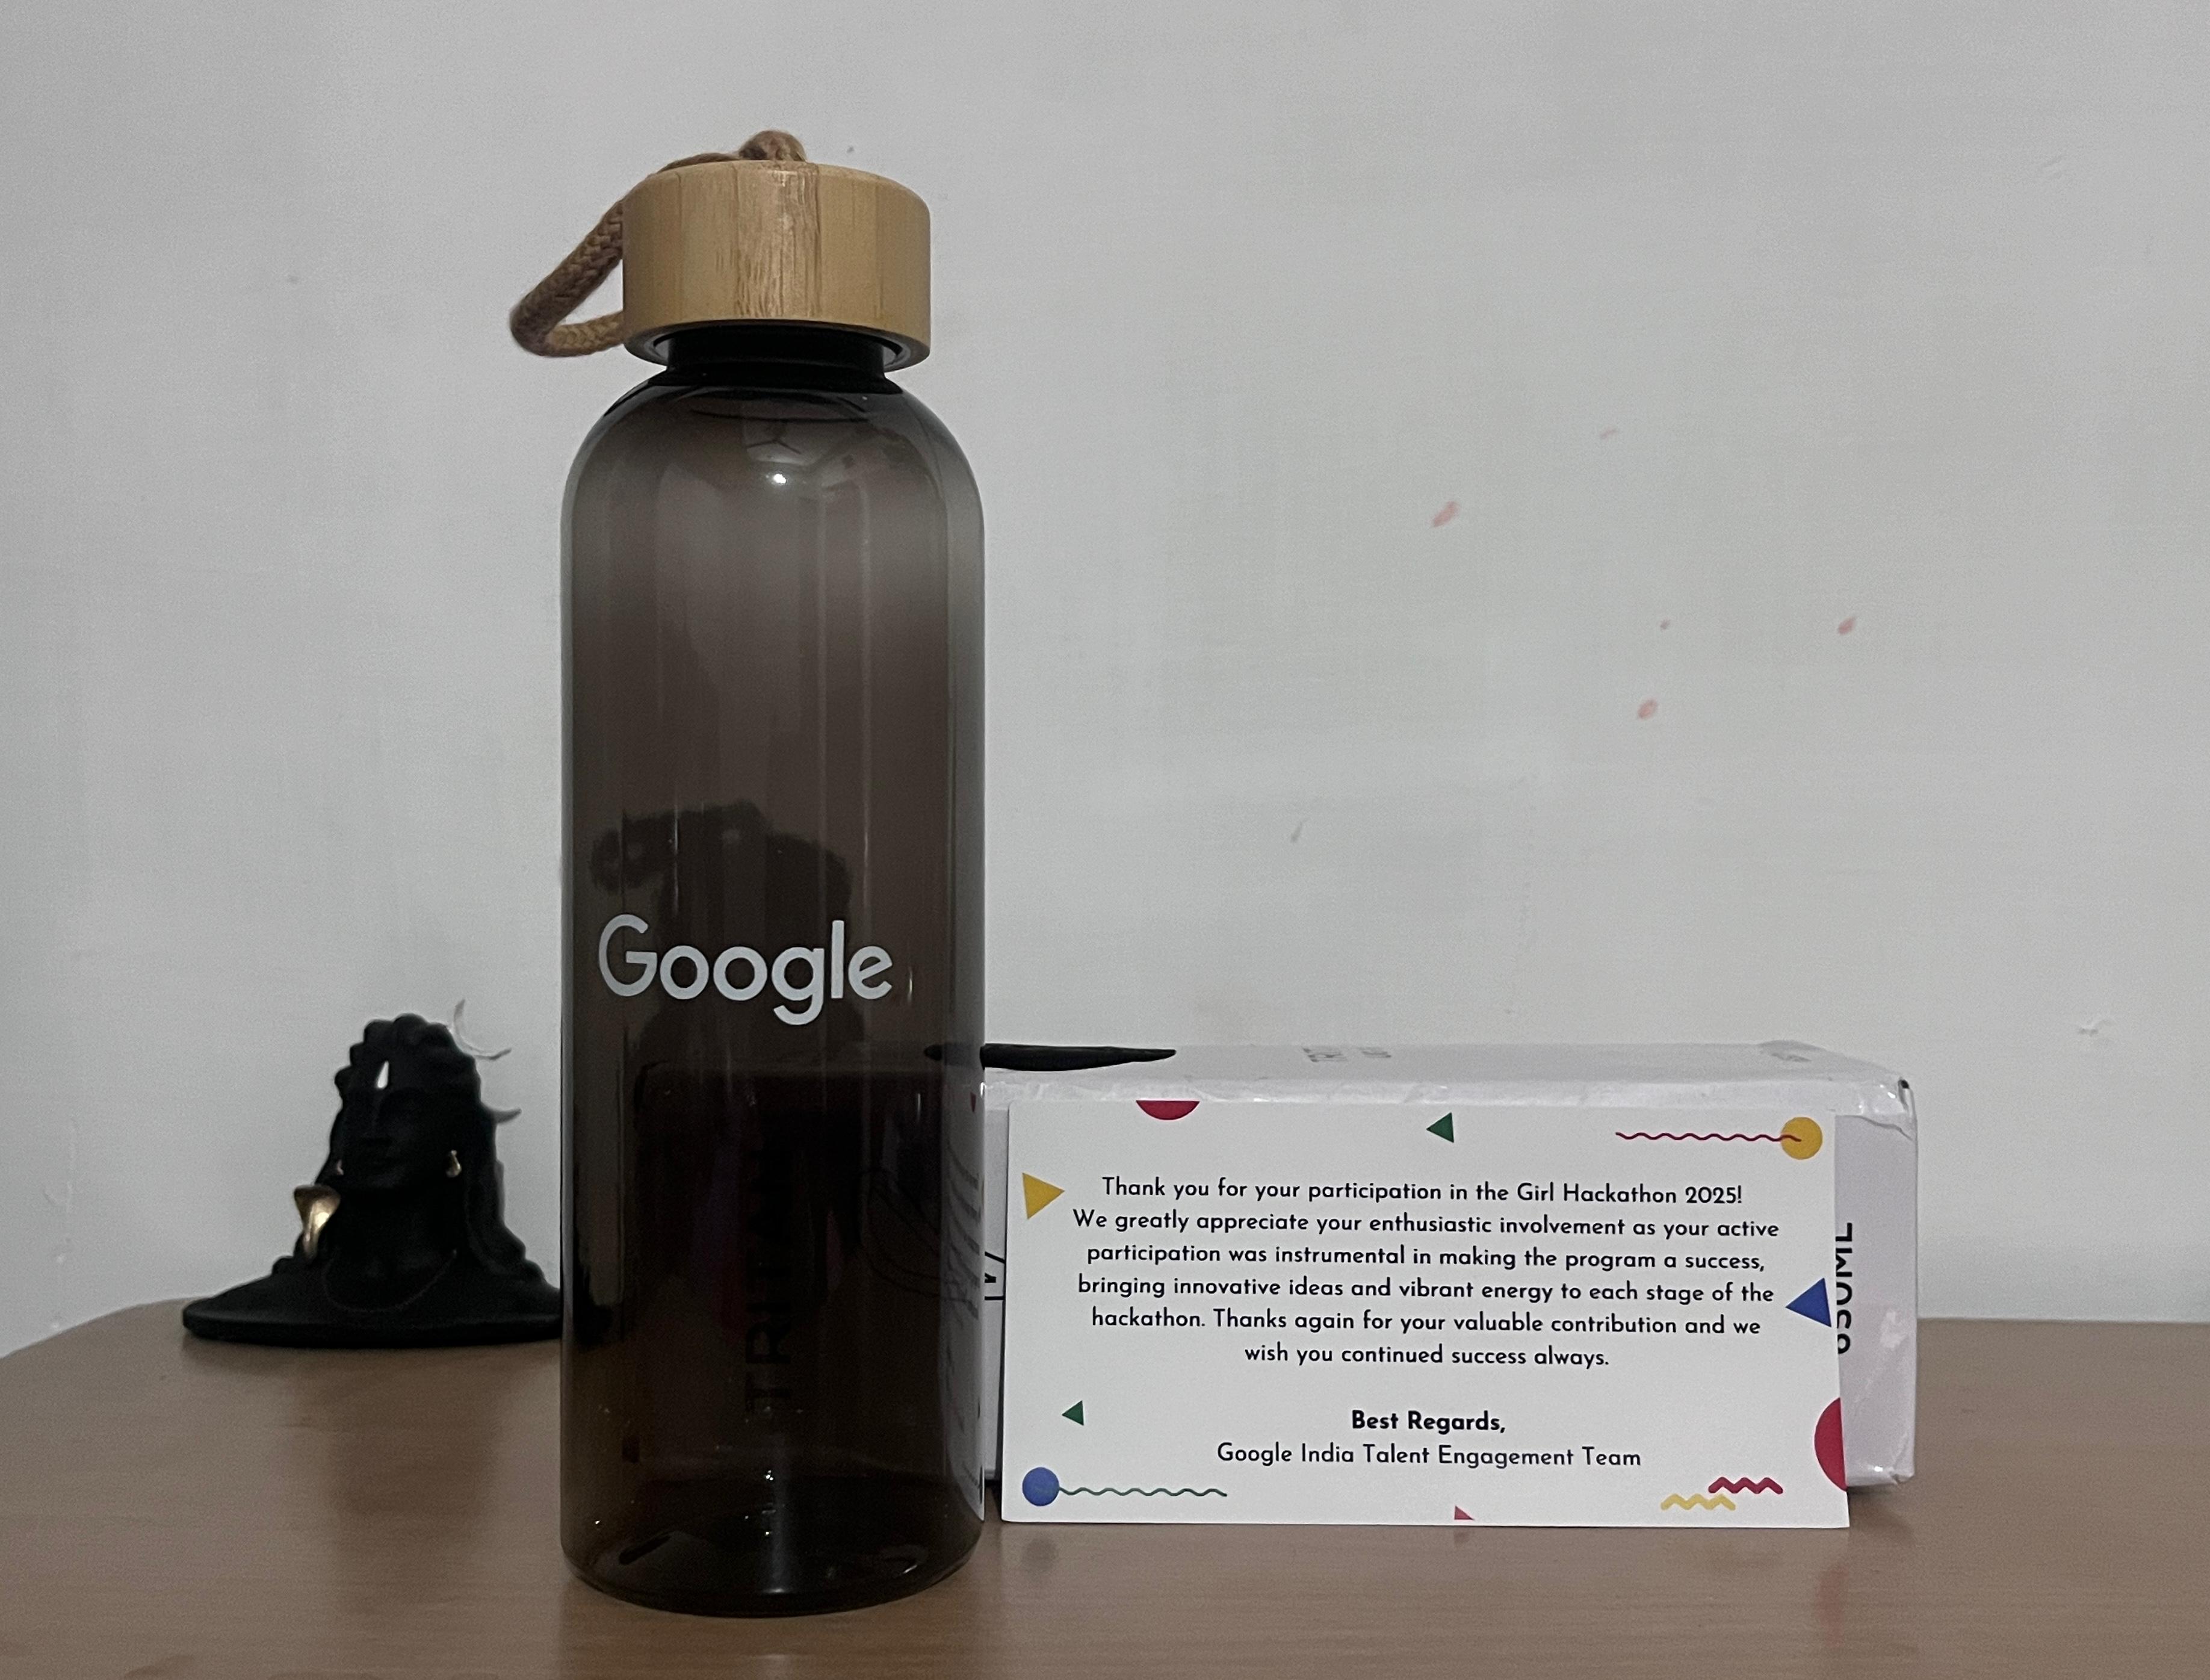 Google
Thank you for your participation in the Girl Hackathon 2025!
We greatly appreciate your enthusiastic involvement as your active
participation was instrumental in making the program a success,
bringing innovative ideas and vibrant energy to each stage of the
hackathon. Thanks again for your valuable contribution and we
wish you continued success always.
Best Regards,
Google India Talent Engagement Team